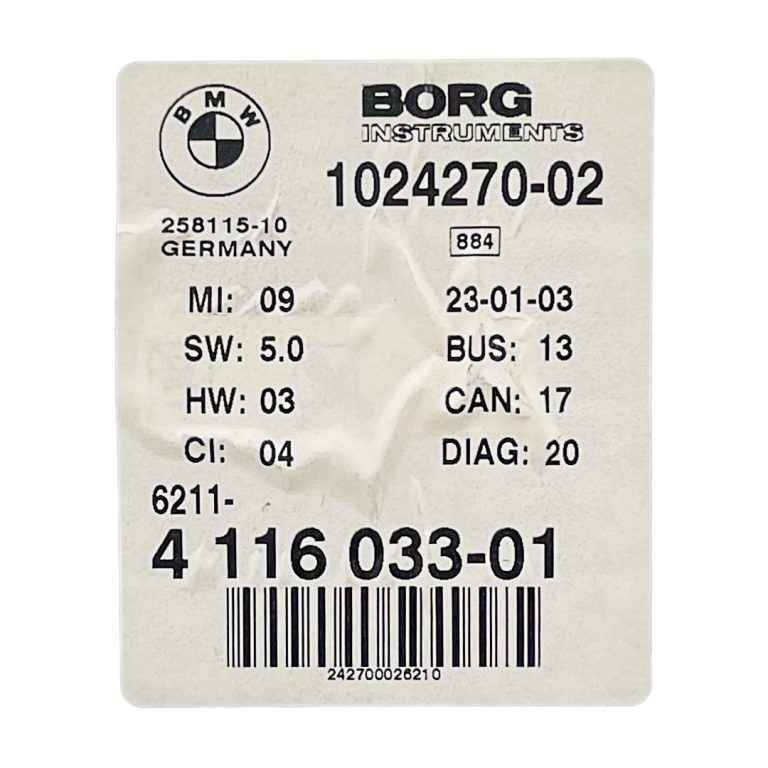 BMW
BORG
INSTRUMENTS
1024270-02
258115-10
GERMANY
884
MI: 09
23-01-03
SW: 5.0
BUS: 13
HW: 03
CAN: 17
CI: 04
DIAG: 20
6211-
4 116 033-01
242700026210